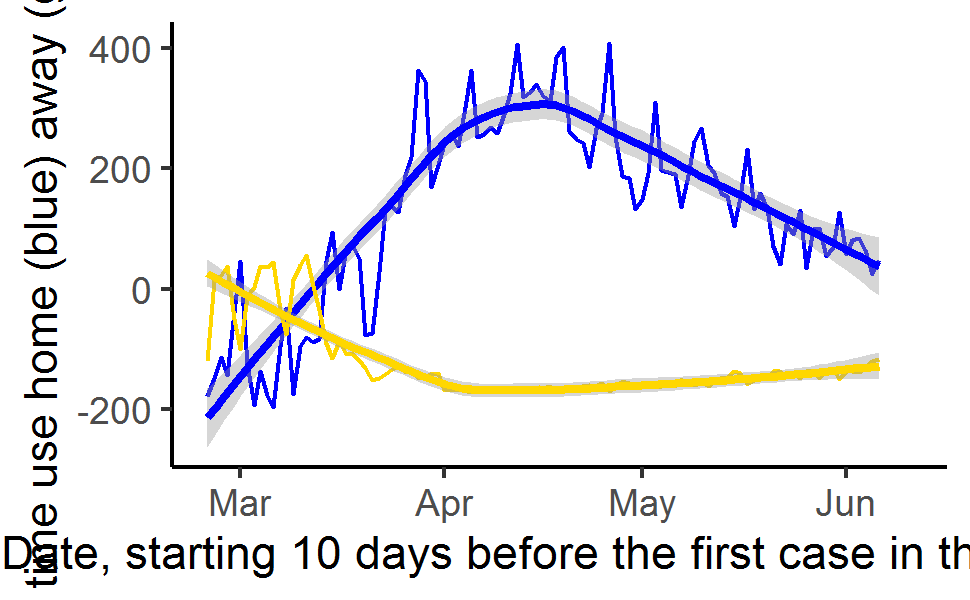 time use home (blue) away (
400
200
0
-200
Mar Apr May Jun
Date, starting 10 days before the first case in